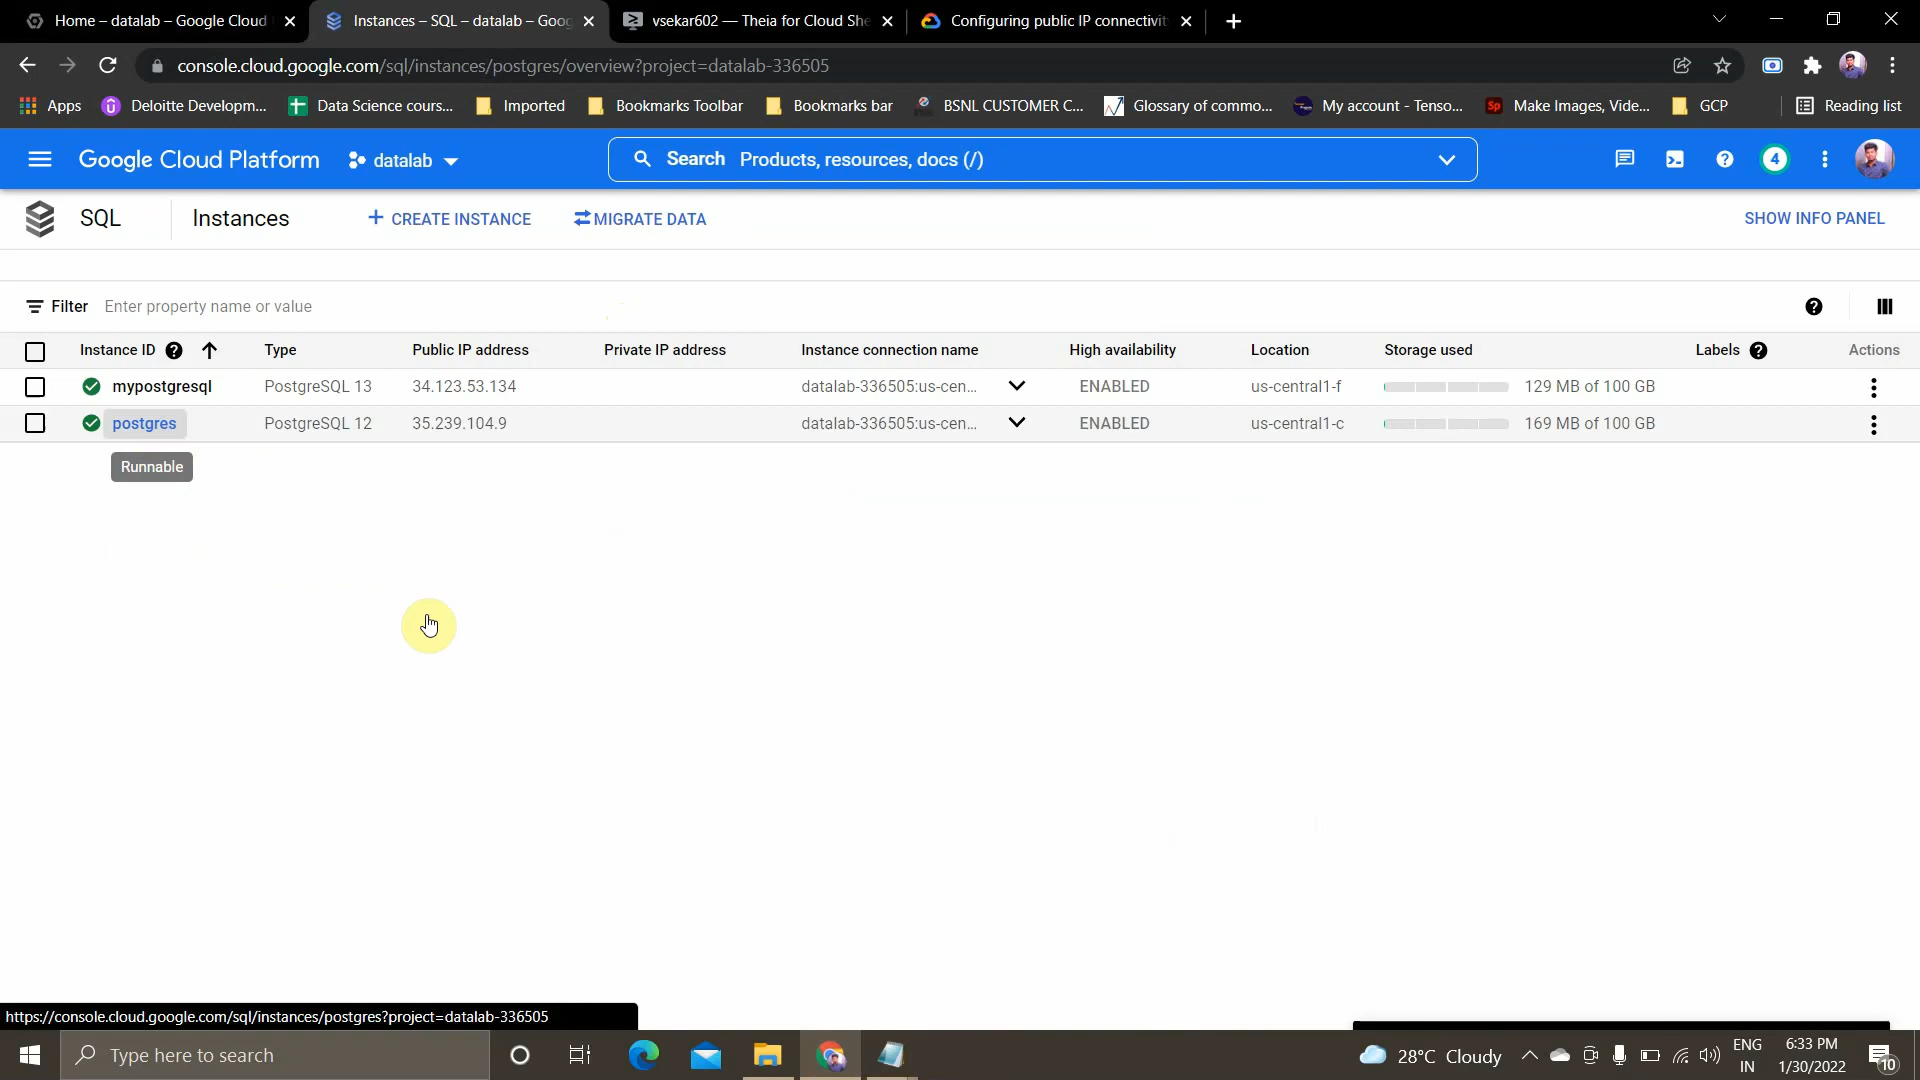 Home – datalab – Google Cloud
Instances – SQL – datalab – Goog
vsekar602 — Theia for Cloud She
Configuring public IP connectivit
console.cloud.google.com/sql/instances/postgres/overview?project=datalab-336505
Apps
Deloitte Developm...
Data Science cours...
Imported
Bookmarks Toolbar
Bookmarks bar
BSNL CUSTOMER C...
Glossary of commo...
My account - Tenso...
Sp
Make Images, Vide...
GCP
Reading list
Google Cloud Platform
datalab
Search Products, resources, docs (/)
4
SQL
Instances
CREATE INSTANCE
MIGRATE DATA
SHOW INFO PANEL
Filter Enter property name or value
Instance ID Type Public IP address Private IP address Instance connection name High availability Location Storage used Labels Actions
mypostgresql PostgreSQL 13 34.123.53.134 datalab-336505:us-cen... ENABLED us-central1-f 129 MB of 100 GB
postgres PostgreSQL 12 35.239.104.9 datalab-336505:us-cen... ENABLED us-central1-c 169 MB of 100 GB
Runnable
https://console.cloud.google.com/sql/instances/postgres?project=datalab-336505
Type here to search
28°C Cloudy
ENG
IN
6:33 PM
1/30/2022
10